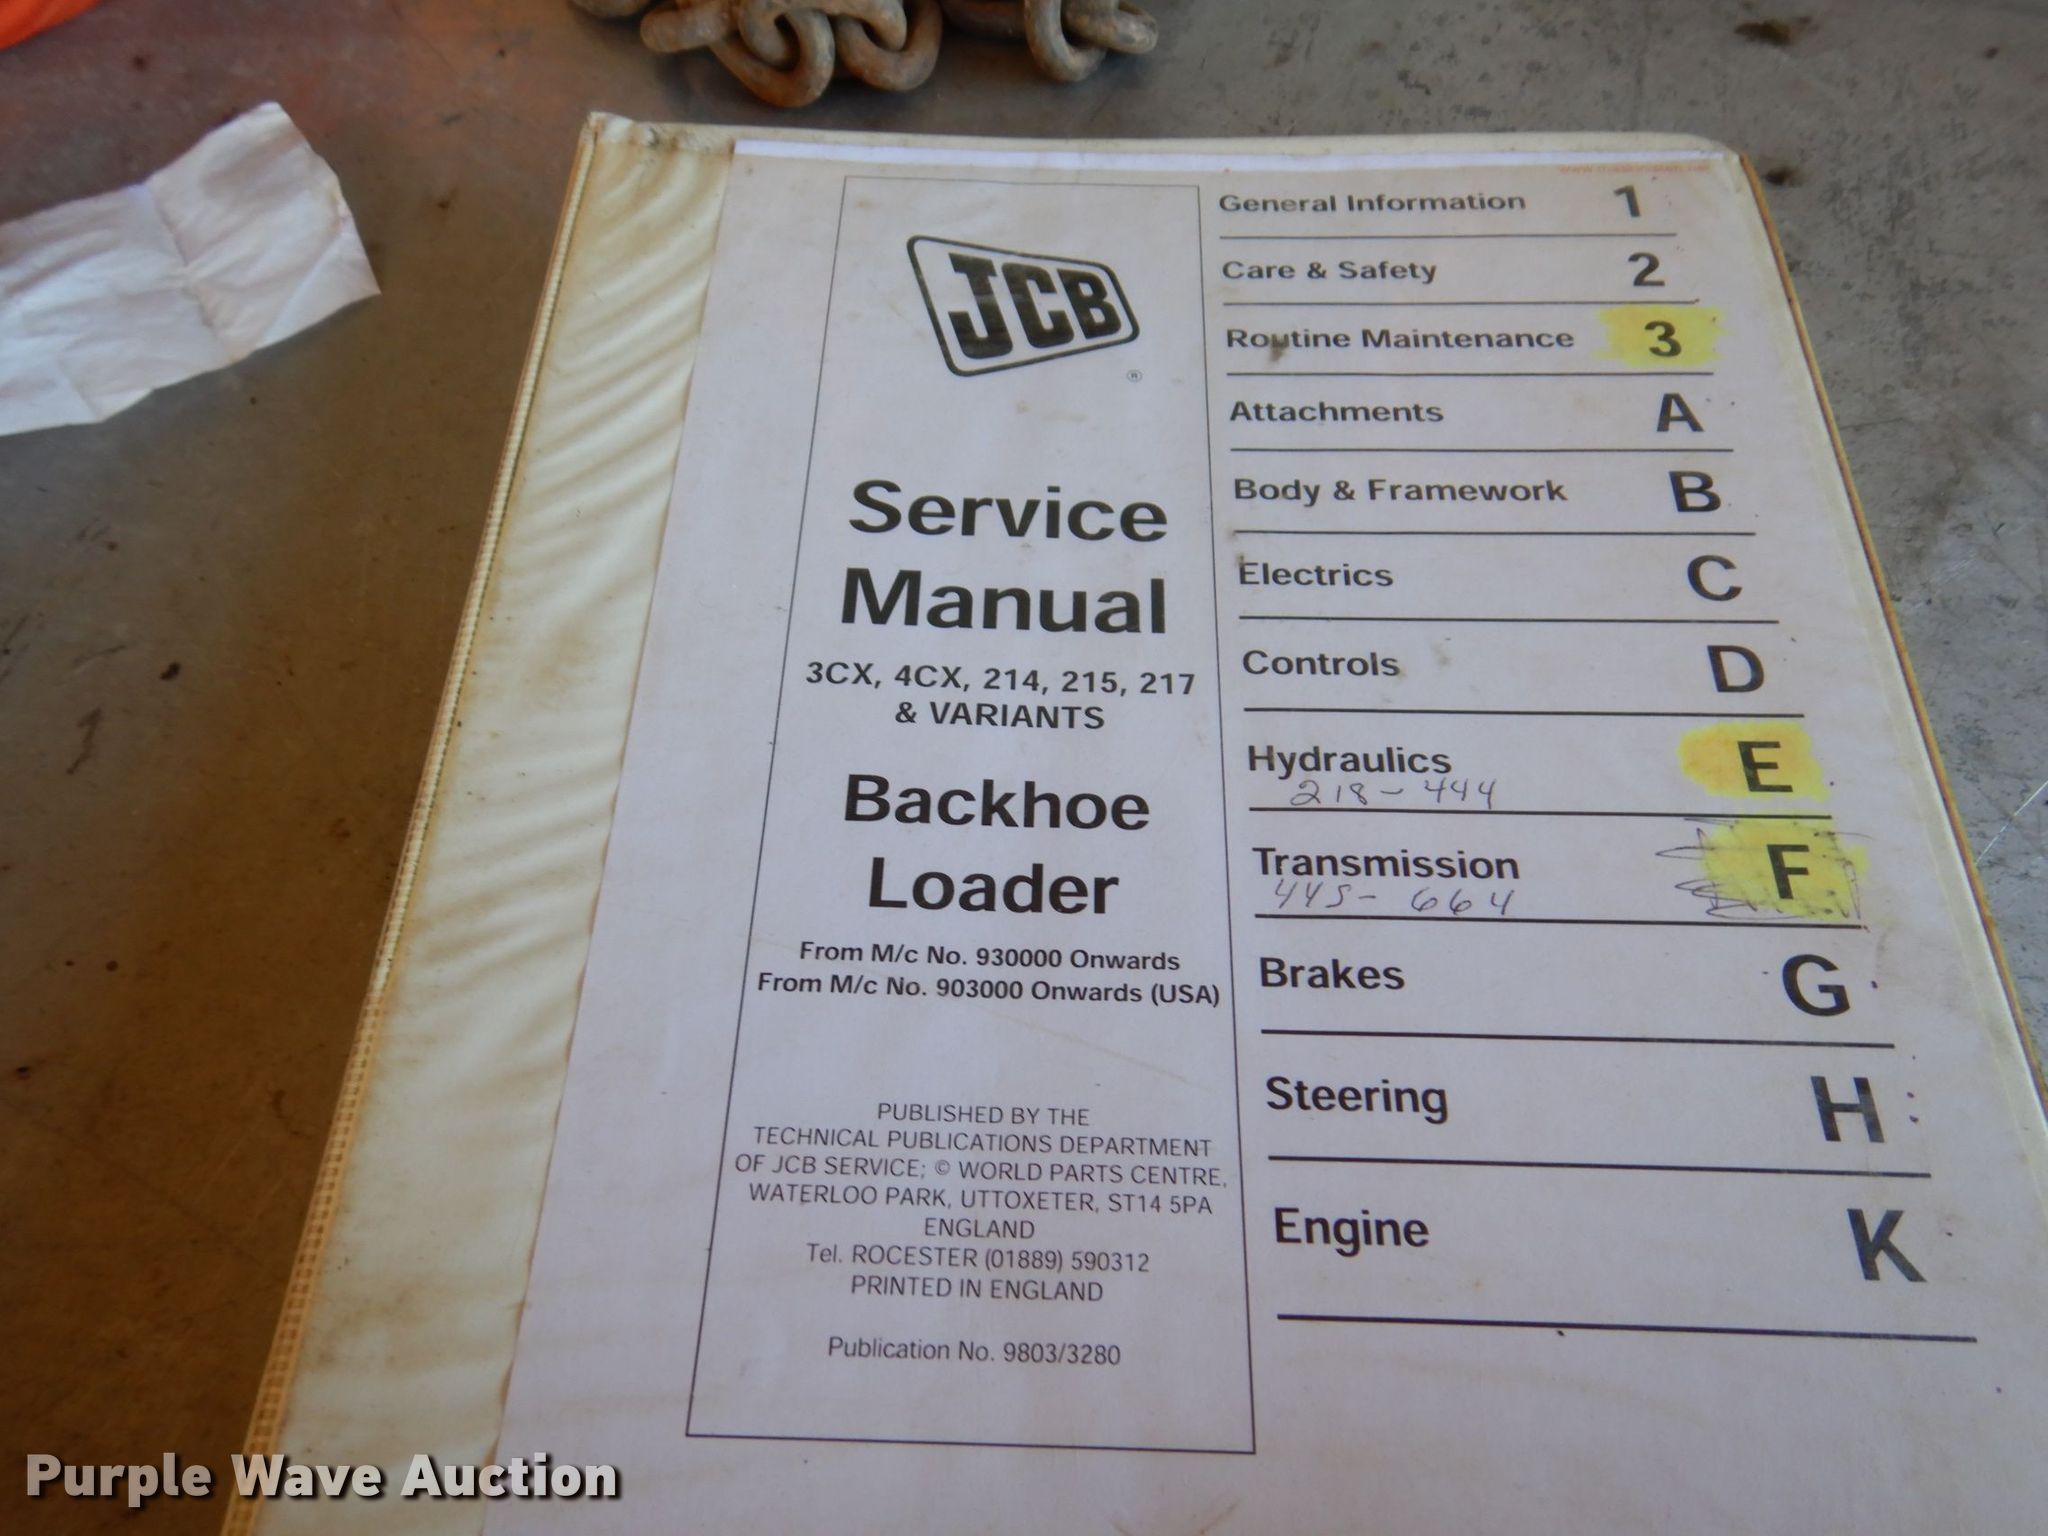 JCB
®
Service
Manual
3CX, 4CX, 214, 215, 217
& VARIANTS
Backhoe
Loader
From M/c No. 930000 Onwards
From M/c No. 903000 Onwards (USA)
PUBLISHED BY THE
TECHNICAL PUBLICATIONS DEPARTMENT
OF JCB SERVICE; © WORLD PARTS CENTRE,
WATERLOO PARK, UTTOXETER, ST14 5PA
ENGLAND
Tel. ROCESTER (01889) 590312
PRINTED IN ENGLAND
Publication No. 9803/3280
General Information 1
Care & Safety 2
Routine Maintenance 3
Attachments A
Body & Framework B
Electrics C
Controls D
Hydraulics E
218-444
Transmission F
445-664
Brakes G
Steering H
Engine K
Purple Wave Auction